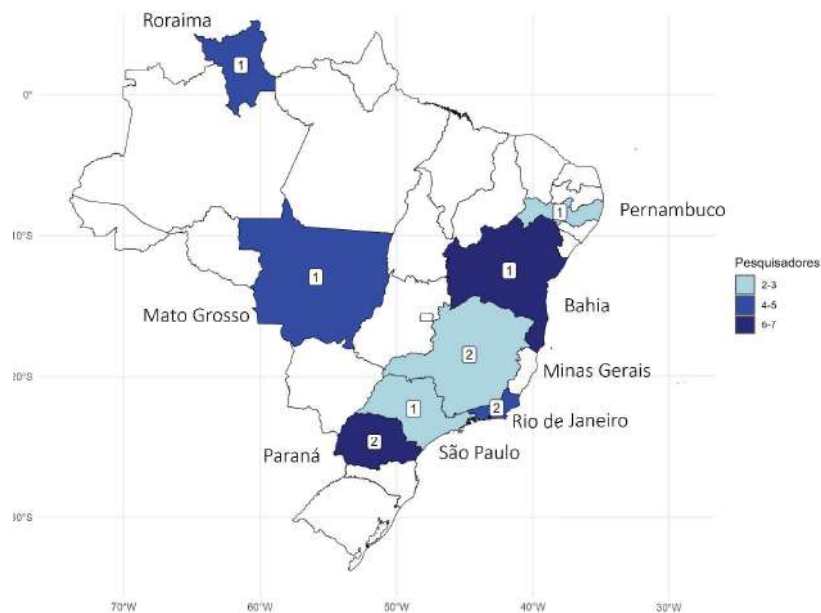 Roraima
1
0°
Pernambuco
1
10°S
Pesquisadores
2-3
4-5
6-7
1
1
Bahia
Mato Grosso
2
Minas Gerais
20°S
1
2
Rio de Janeiro
2
São Paulo
Paraná
30°S
70°W
60°W
50°W
40°W
30°W